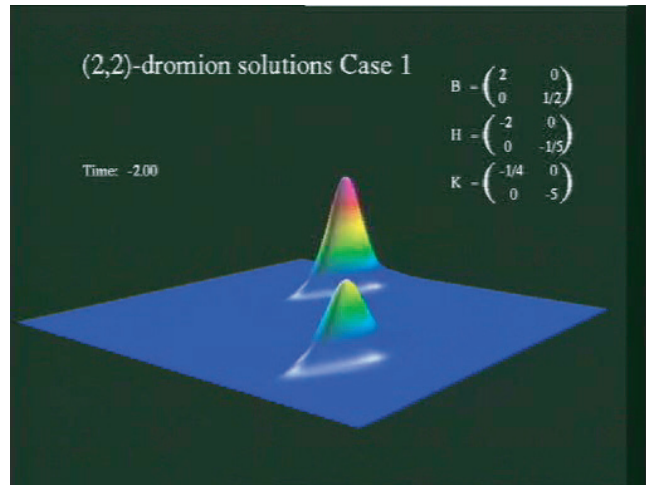 (2,2)-dromion solutions Case 1
B = ( 2 0
0 1/2 )
H = ( -2 0
0 -1/5 )
Time: -2.00
K = ( -1/4 0
0 -5 )